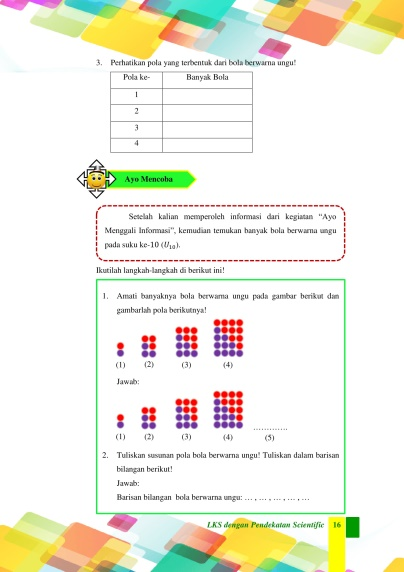 3. Perhatikan pola yang terbentuk dari bola berwarna ungu!
Pola ke- Banyak Bola
1
2
3
4
Ayo Mencoba
Setelah kalian memperoleh informasi dari kegiatan “Ayo
Menggali Informasi”, kemudian temukan banyak bola berwarna ungu
pada suku ke-10 (U₁₀).
Ikutilah langkah-langkah di berikut ini!
1. Amati banyaknya bola berwarna ungu pada gambar berikut dan
gambarlah pola berikutnya!
(1) (2) (3) (4)
Jawab:
.............
(1) (2) (3) (4) (5)
2. Tuliskan susunan pola bola berwarna ungu! Tuliskan dalam barisan
bilangan berikut!
Jawab:
Barisan bilangan bola berwarna ungu: … , … , … , … , …
LKS dengan Pendekatan Scientific 16